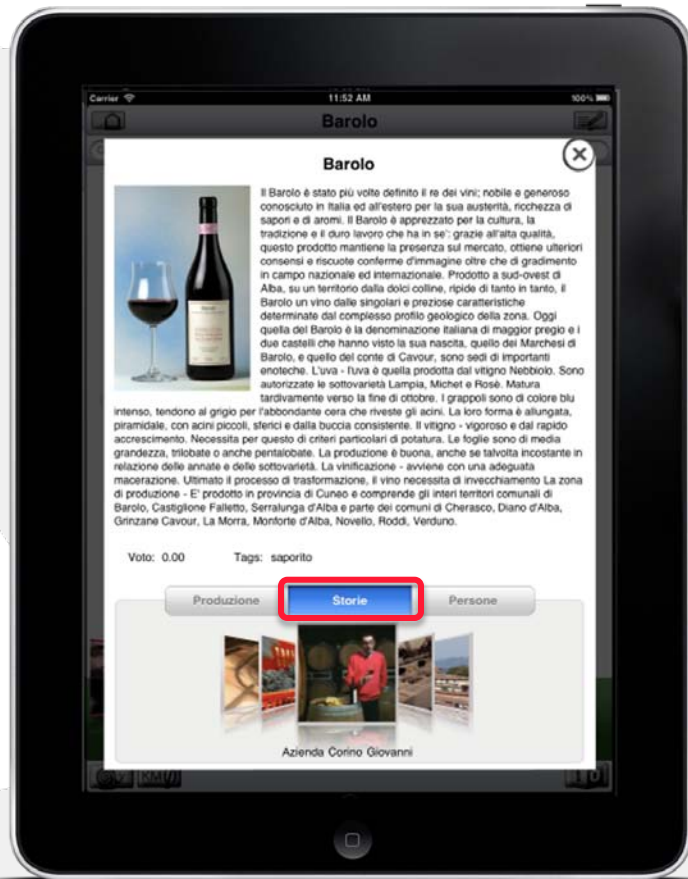 Carrier
11:52 AM
100%
Barolo
Barolo
Il Barolo è stato più volte definito il re dei vini; nobile e generoso
conosciuto in Italia ed all'estero per la sua austerità, ricchezza di
sapori e di aromi. Il Barolo è apprezzato per la cultura, la
tradizione e il duro lavoro che ha in se': grazie all'alta qualità,
questo prodotto mantiene la presenza sul mercato, ottiene ulteriori
consensi e riscuote conferme d'immagine oltre che di gradimento
in campo nazionale ed internazionale. Prodotto a sud-ovest di
Alba, su un territorio dalla dolci colline, ripide di tanto in tanto, il
Barolo un vino dalle singolari e preziose caratteristiche
determinate dal complesso profilo geologico della zona. Oggi
quella del Barolo è la denominazione italiana di maggior pregio e i
due castelli che hanno visto la sua nascita, quello dei Marchesi di
Barolo, e quello del conte di Cavour, sono sedi di importanti
enoteche. L'uva - l'uva è quella prodotta dal vitigno Nebbiolo. Sono
autorizzate le sottovarietà Lampia, Michet e Rosè. Matura
tardivamente verso la fine di ottobre. I grappoli sono di colore blu
intenso, tendono al grigio per l'abbondante cera che riveste gli acini. La loro forma è allungata,
piramidale, con acini piccoli, sferici e dalla buccia consistente. Il vitigno - vigoroso e dal rapido
accrescimento. Necessita per questo di criteri particolari di potatura. Le foglie sono di media
grandezza, trilobate o anche pentalobate. La produzione è buona, anche se talvolta incostante in
relazione delle annate e delle sottovarietà. La vinificazione - avviene con una adeguata
macerazione. Ultimato il processo di trasformazione, il vino necessita di invecchiamento La zona
di produzione - E' prodotto in provincia di Cuneo e comprende gli interi territori comunali di
Barolo, Castiglione Falletto, Serralunga d'Alba e parte dei comuni di Cherasco, Diano d'Alba,
Grinzane Cavour, La Morra, Monforte d'Alba, Novello, Roddi, Verduno.
Voto: 0.00 Tags: saporito
Produzione Storie Persone
Azienda Corino Giovanni
KM